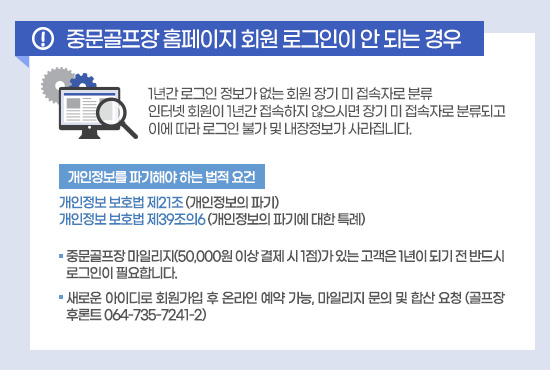 중문골프장 홈페이지 회원 로그인이 안 되는 경우
1년간 로그인 정보가 없는 회원 장기 미 접속자로 분류
인터넷 회원이 1년간 접속하지 않으시면 장기 미 접속자로 분류되고
이에 따라 로그인 불가 및 내장정보가 사라집니다.
개인정보를 파기해야 하는 법적 요건
개인정보 보호법 제21조 (개인정보의 파기)
개인정보 보호법 제39조의6 (개인정보의 파기에 대한 특례)
중문골프장 마일리지(50,000원 이상 결제 시 1점)가 있는 고객은 1년이 되기 전 반드시
로그인이 필요합니다.
새로운 아이디로 회원가입 후 온라인 예약 가능, 마일리지 문의 및 합산 요청 (골프장
후론트 064-735-7241-2)